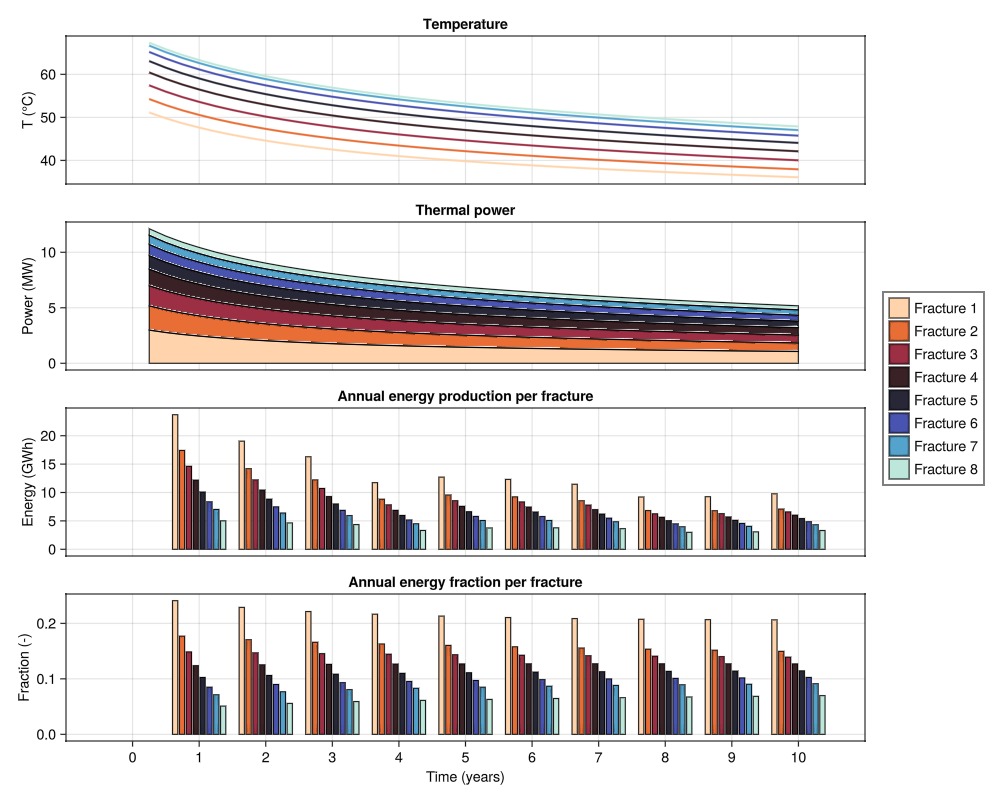 Temperature
T (°C)
60
50
40
Thermal power
Power (MW)
10
5
0
Annual energy production per fracture
Energy (GWh)
20
15
10
5
0
Annual energy fraction per fracture
Fraction (-)
0.2
0.1
0.0
0 1 2 3 4 5 6 7 8 9 10
Time (years)
Fracture 1
Fracture 2
Fracture 3
Fracture 4
Fracture 5
Fracture 6
Fracture 7
Fracture 8